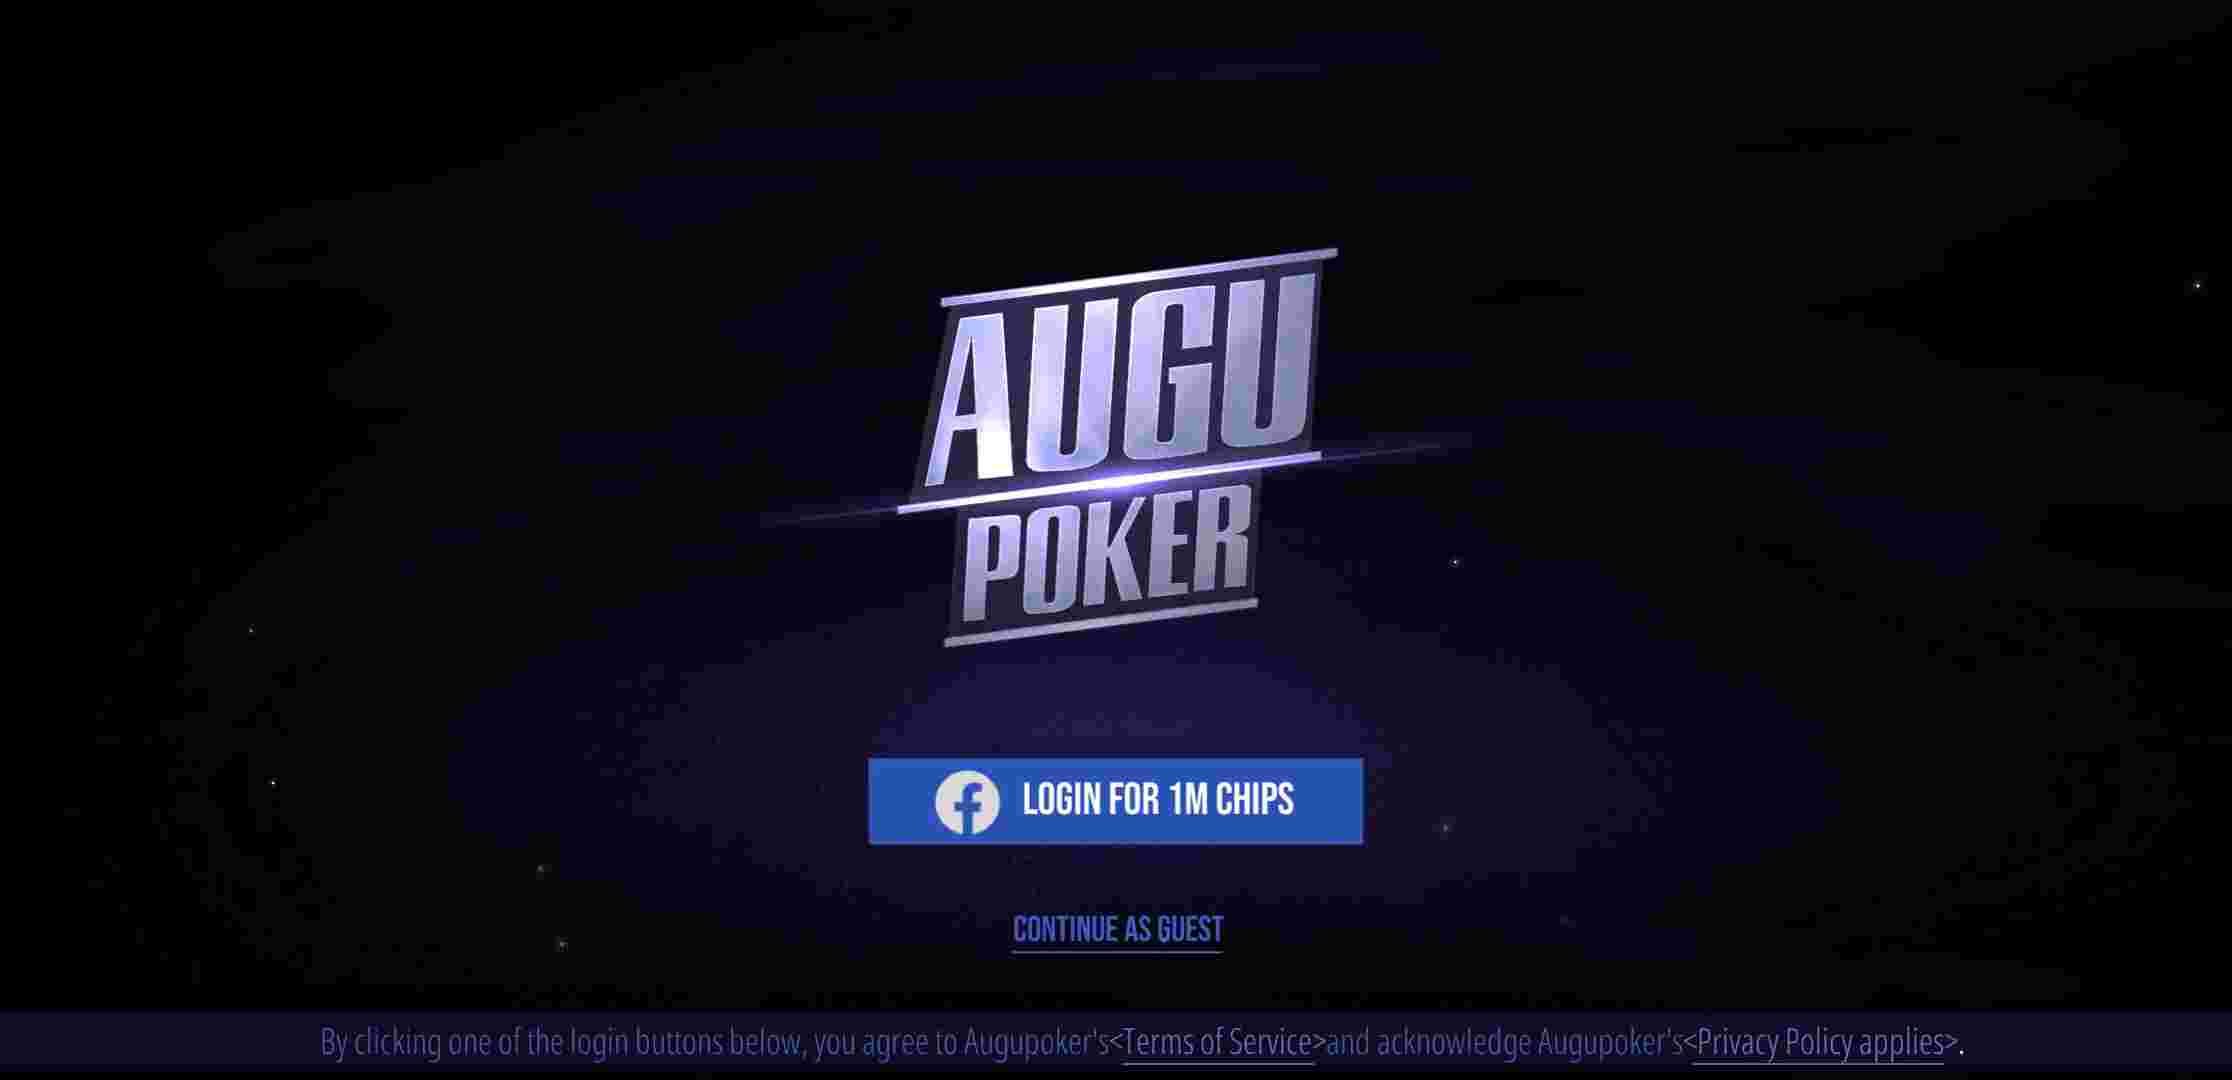 AUGU
POKER
LOGIN FOR 1M CHIPS
CONTINUE AS GUEST
By clicking one of the login buttons below, you agree to Augupoker's<Terms of Service>and acknowledge Augupoker's<Privacy Policy applies>.